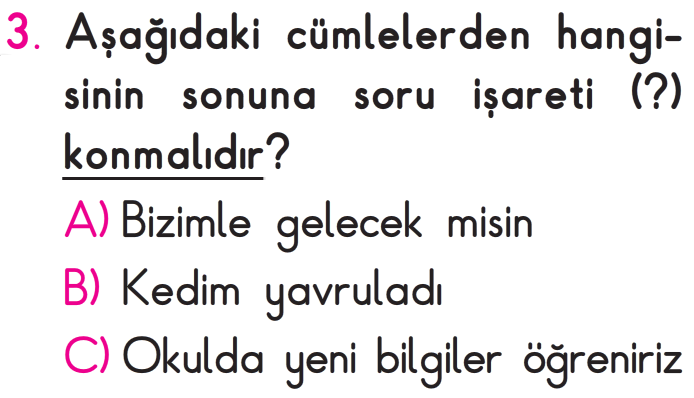 3. Aşağıdaki cümlelerden hangi-
sinin sonuna soru işareti (?)
konmalıdır?
A) Bizimle gelecek misin
B) Kedim yavruladı
C) Okulda yeni bilgiler öğreniriz